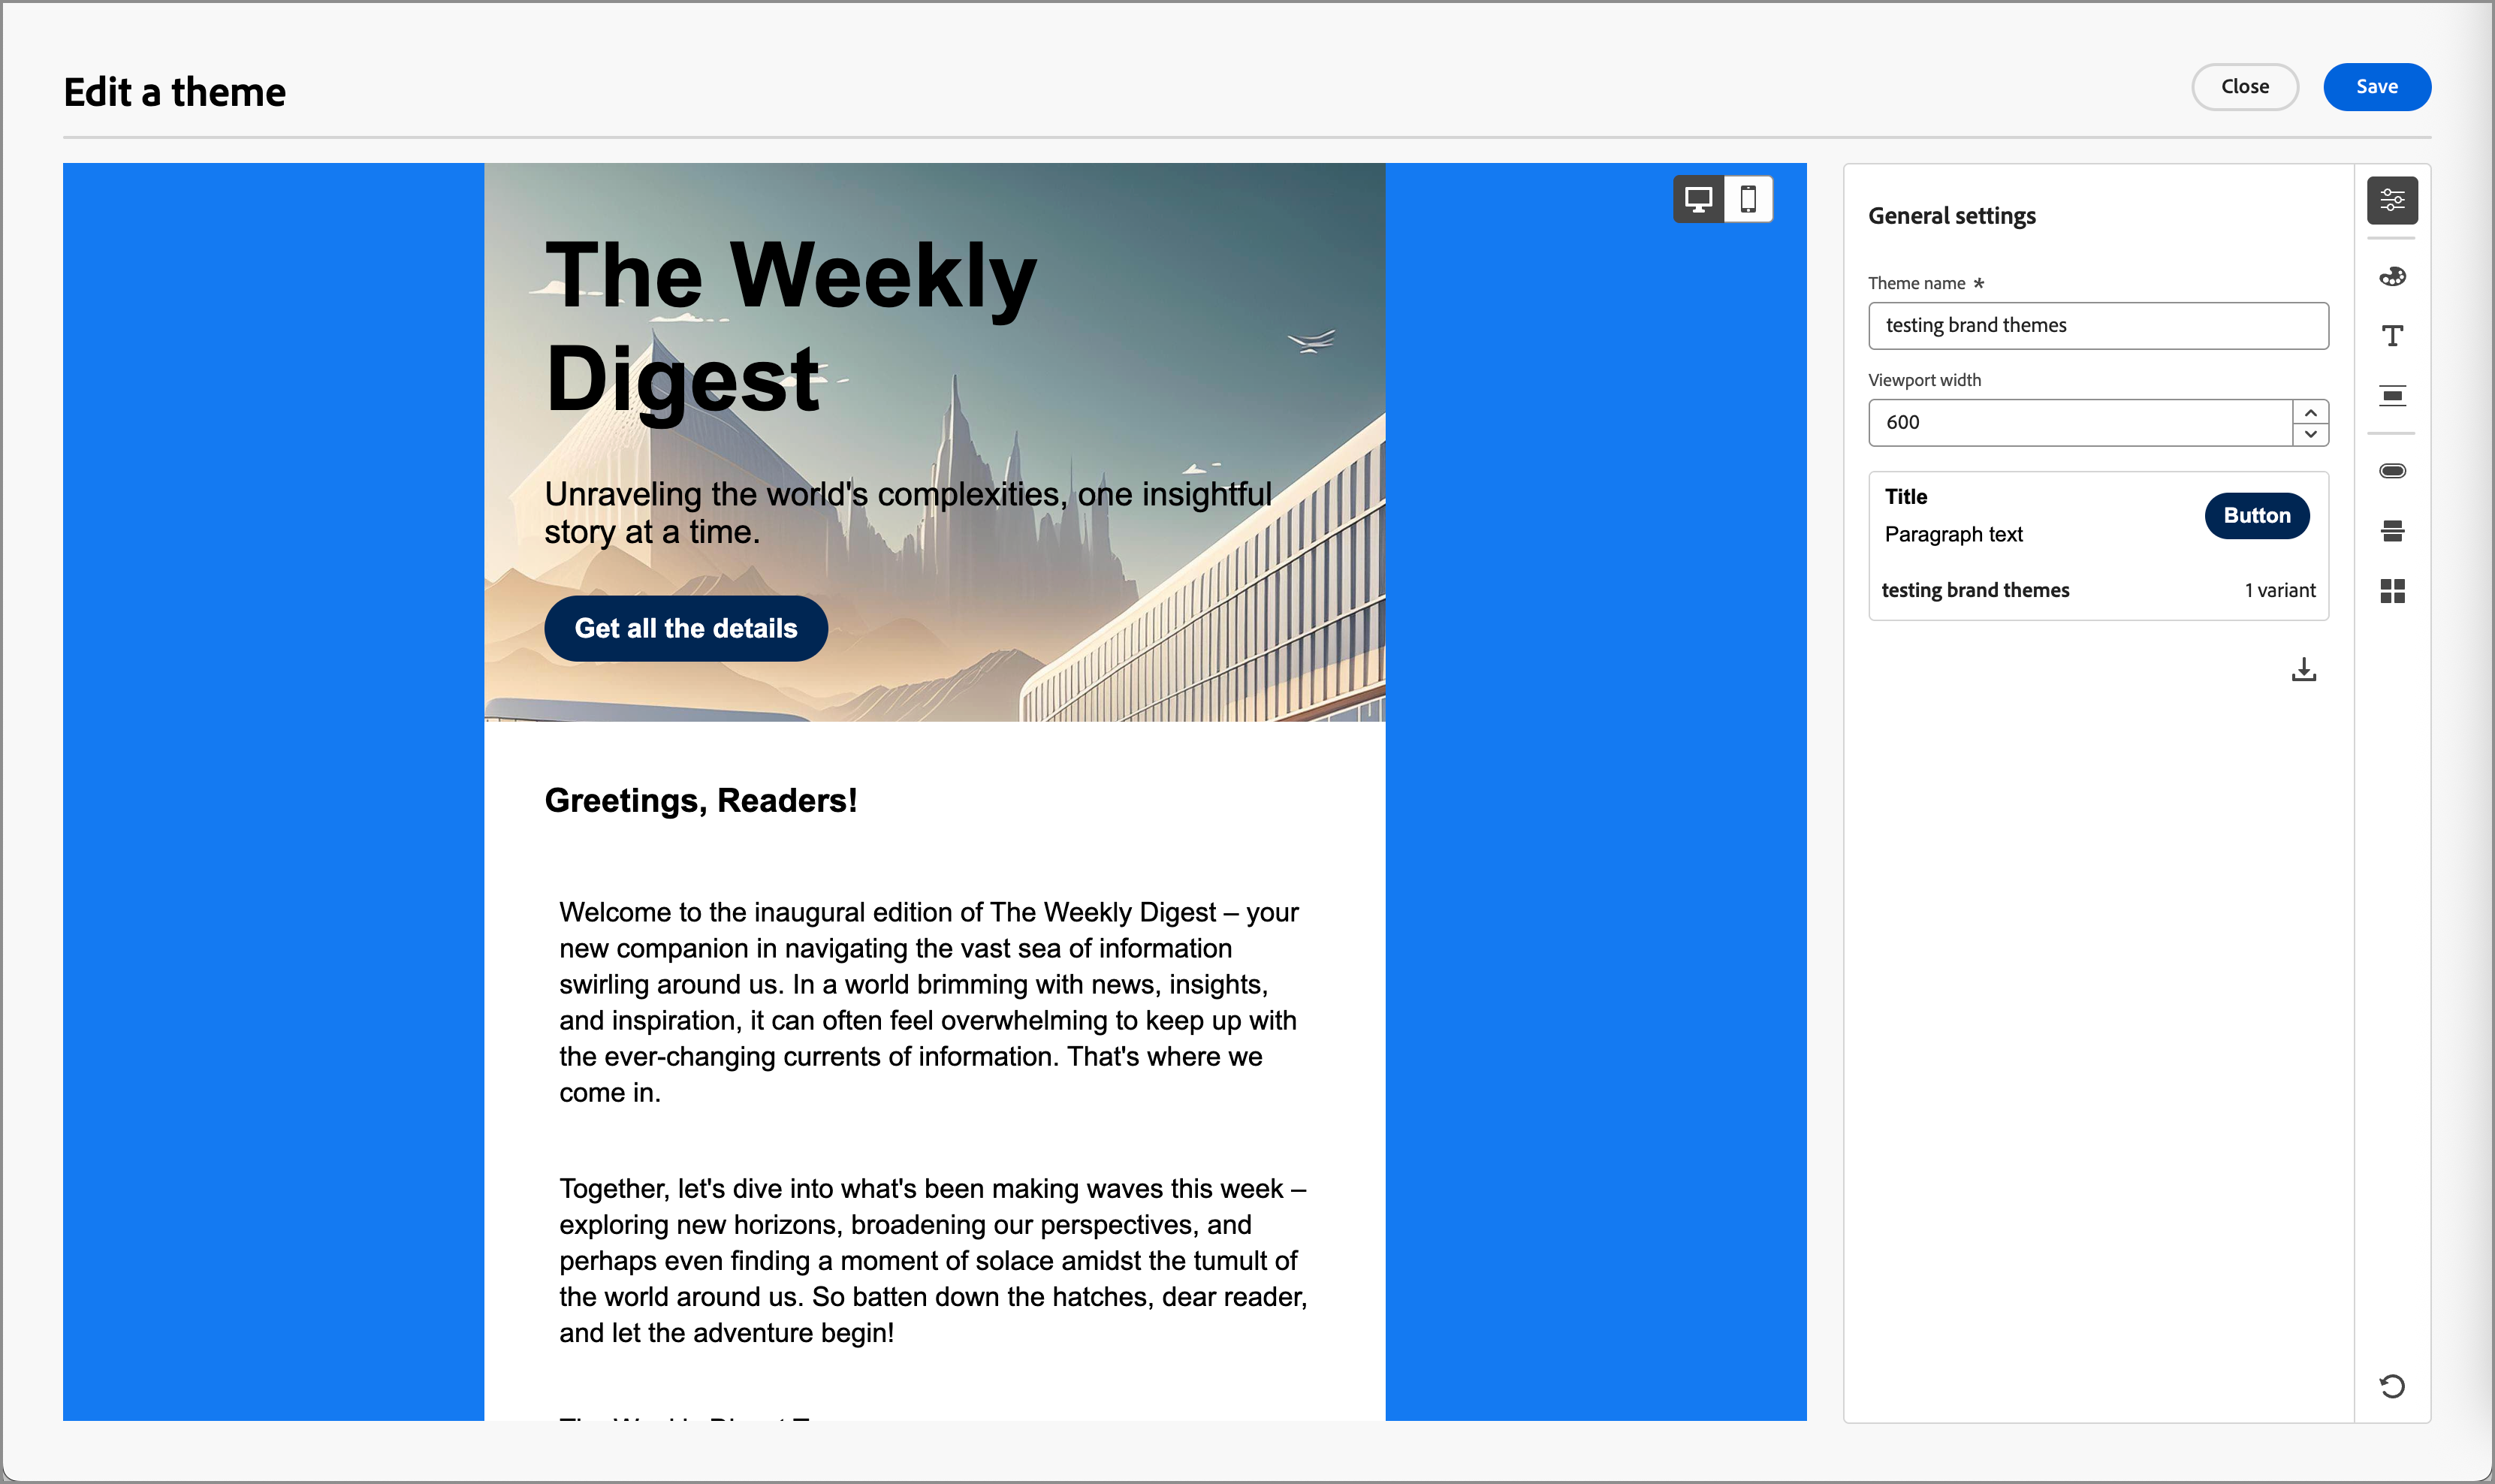 Edit a theme
Close
Save
The Weekly
Digest
Unraveling the world's complexities, one insightful
story at a time.
Get all the details
Greetings, Readers!
Welcome to the inaugural edition of The Weekly Digest – your
new companion in navigating the vast sea of information
swirling around us. In a world brimming with news, insights,
and inspiration, it can often feel overwhelming to keep up with
the ever-changing currents of information. That's where we
come in.
Together, let's dive into what's been making waves this week –
exploring new horizons, broadening our perspectives, and
perhaps even finding a moment of solace amidst the tumult of
the world around us. So batten down the hatches, dear reader,
and let the adventure begin!
General settings
Theme name *
testing brand themes
Viewport width
600
Title
Button
Paragraph text
testing brand themes
1 variant